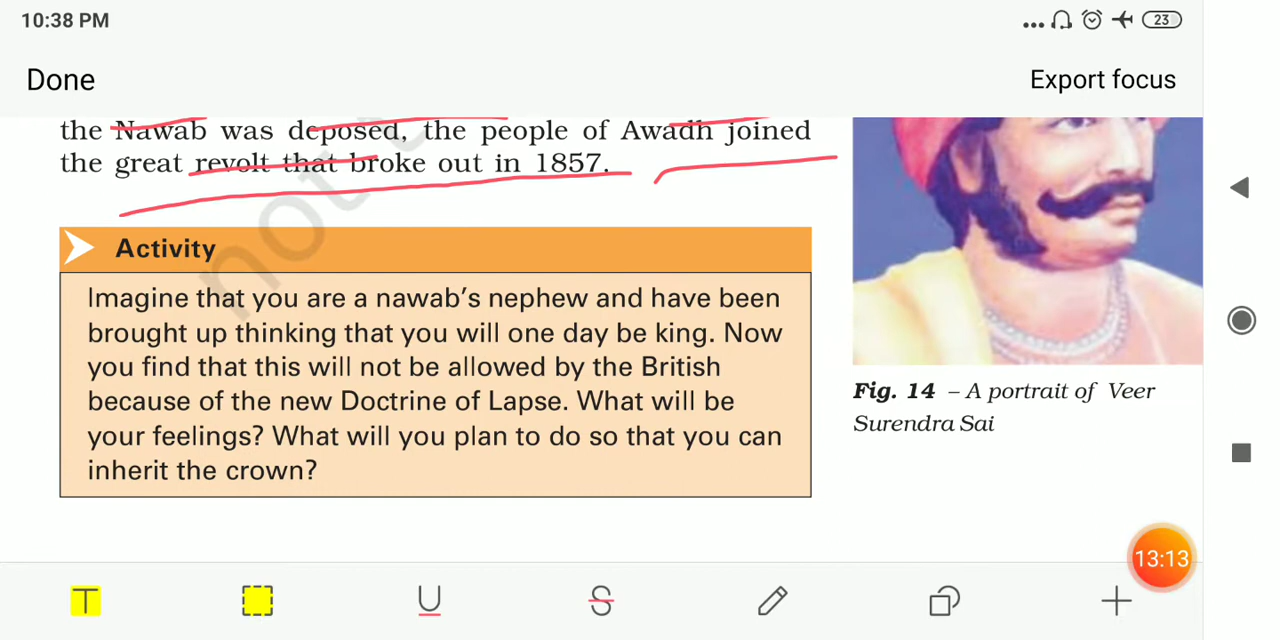 10:38 PM
23
Done
Export focus
the Nawab was deposed, the people of Awadh joined
the great revolt that broke out in 1857.
not t
Activity
Imagine that you are a nawab's nephew and have been
brought up thinking that you will one day be king. Now
you find that this will not be allowed by the British
because of the new Doctrine of Lapse. What will be
your feelings? What will you plan to do so that you can
inherit the crown?
Fig. 14 – A portrait of Veer
Surendra Sai
13:13
T
U
S